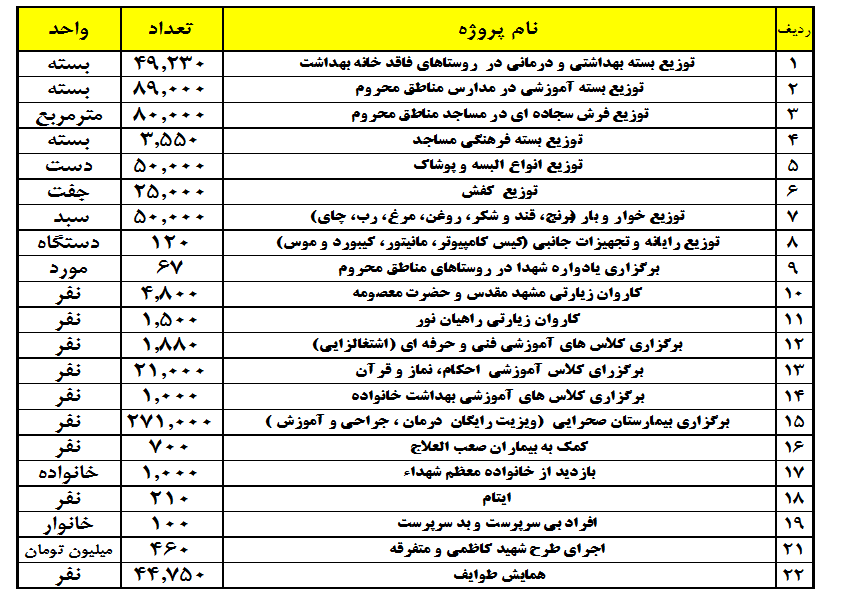 ردیف نام پروژه تعداد واحد
۱ توزیع بسته بهداشتی و درمانی در روستاهای فاقد خانه بهداشت ۴۹,۲۳۰ بسته
۲ توزیع بسته آموزشی در مدارس مناطق محروم ۸۹,۰۰۰ بسته
۳ توزیع فرش سجاده ای در مساجد مناطق محروم ۸۰,۰۰۰ مترمربع
۴ توزیع بسته فرهنگی مساجد ۳,۵۵۰ بسته
۵ توزیع انواع البسه و پوشاک ۵۰,۰۰۰ دست
۶ توزیع کفش ۲۵,۰۰۰ جفت
۷ توزیع خوار و بار (برنج، قند و شکر، روغن، مرغ، رب، چای) ۵۰,۰۰۰ سبد
۸ توزیع رایانه و تجهیزات جانبی (کیس کامپیوتر، مانیتور، کیبورد و موس) ۱۲۰ دستگاه
۹ برگزاری یادواره شهدا در روستاهای مناطق محروم ۶۷ مورد
۱۰ کاروان زیارتی مشهد مقدس و حضرت معصومه ۴,۸۰۰ نفر
۱۱ کاروان زیارتی راهیان نور ۱,۵۰۰ نفر
۱۲ برگزاری کلاس های آموزشی فنی و حرفه ای (اشتغالزایی) ۱,۸۸۰ نفر
۱۳ برگزرای کلاس آموزشی احکام، نماز و قرآن ۲۱,۰۰۰ نفر
۱۴ برگزاری کلاس های آموزشی بهداشت خانواده ۱,۰۰۰ نفر
۱۵ برگزاری بیمارستان صحرایی (ویزیت رایگان درمان ، جراحی و آموزش ) ۲۷۱,۰۰۰ نفر
۱۶ کمک به بیماران صعب العلاج ۷۰۰ نفر
۱۷ بازدید از خانواده معظم شهداء ۱,۰۰۰ خانواده
۱۸ ایتام ۲۱۰ نفر
۱۹ افراد بی سرپرست و بد سرپرست ۱۰۰ خانوار
۲۱ اجرای طرح شهید کاظمی و متفرقه ۴۶۰ میلیون تومان
۲۲ همایش طوایف ۴۴,۷۵۰ نفر